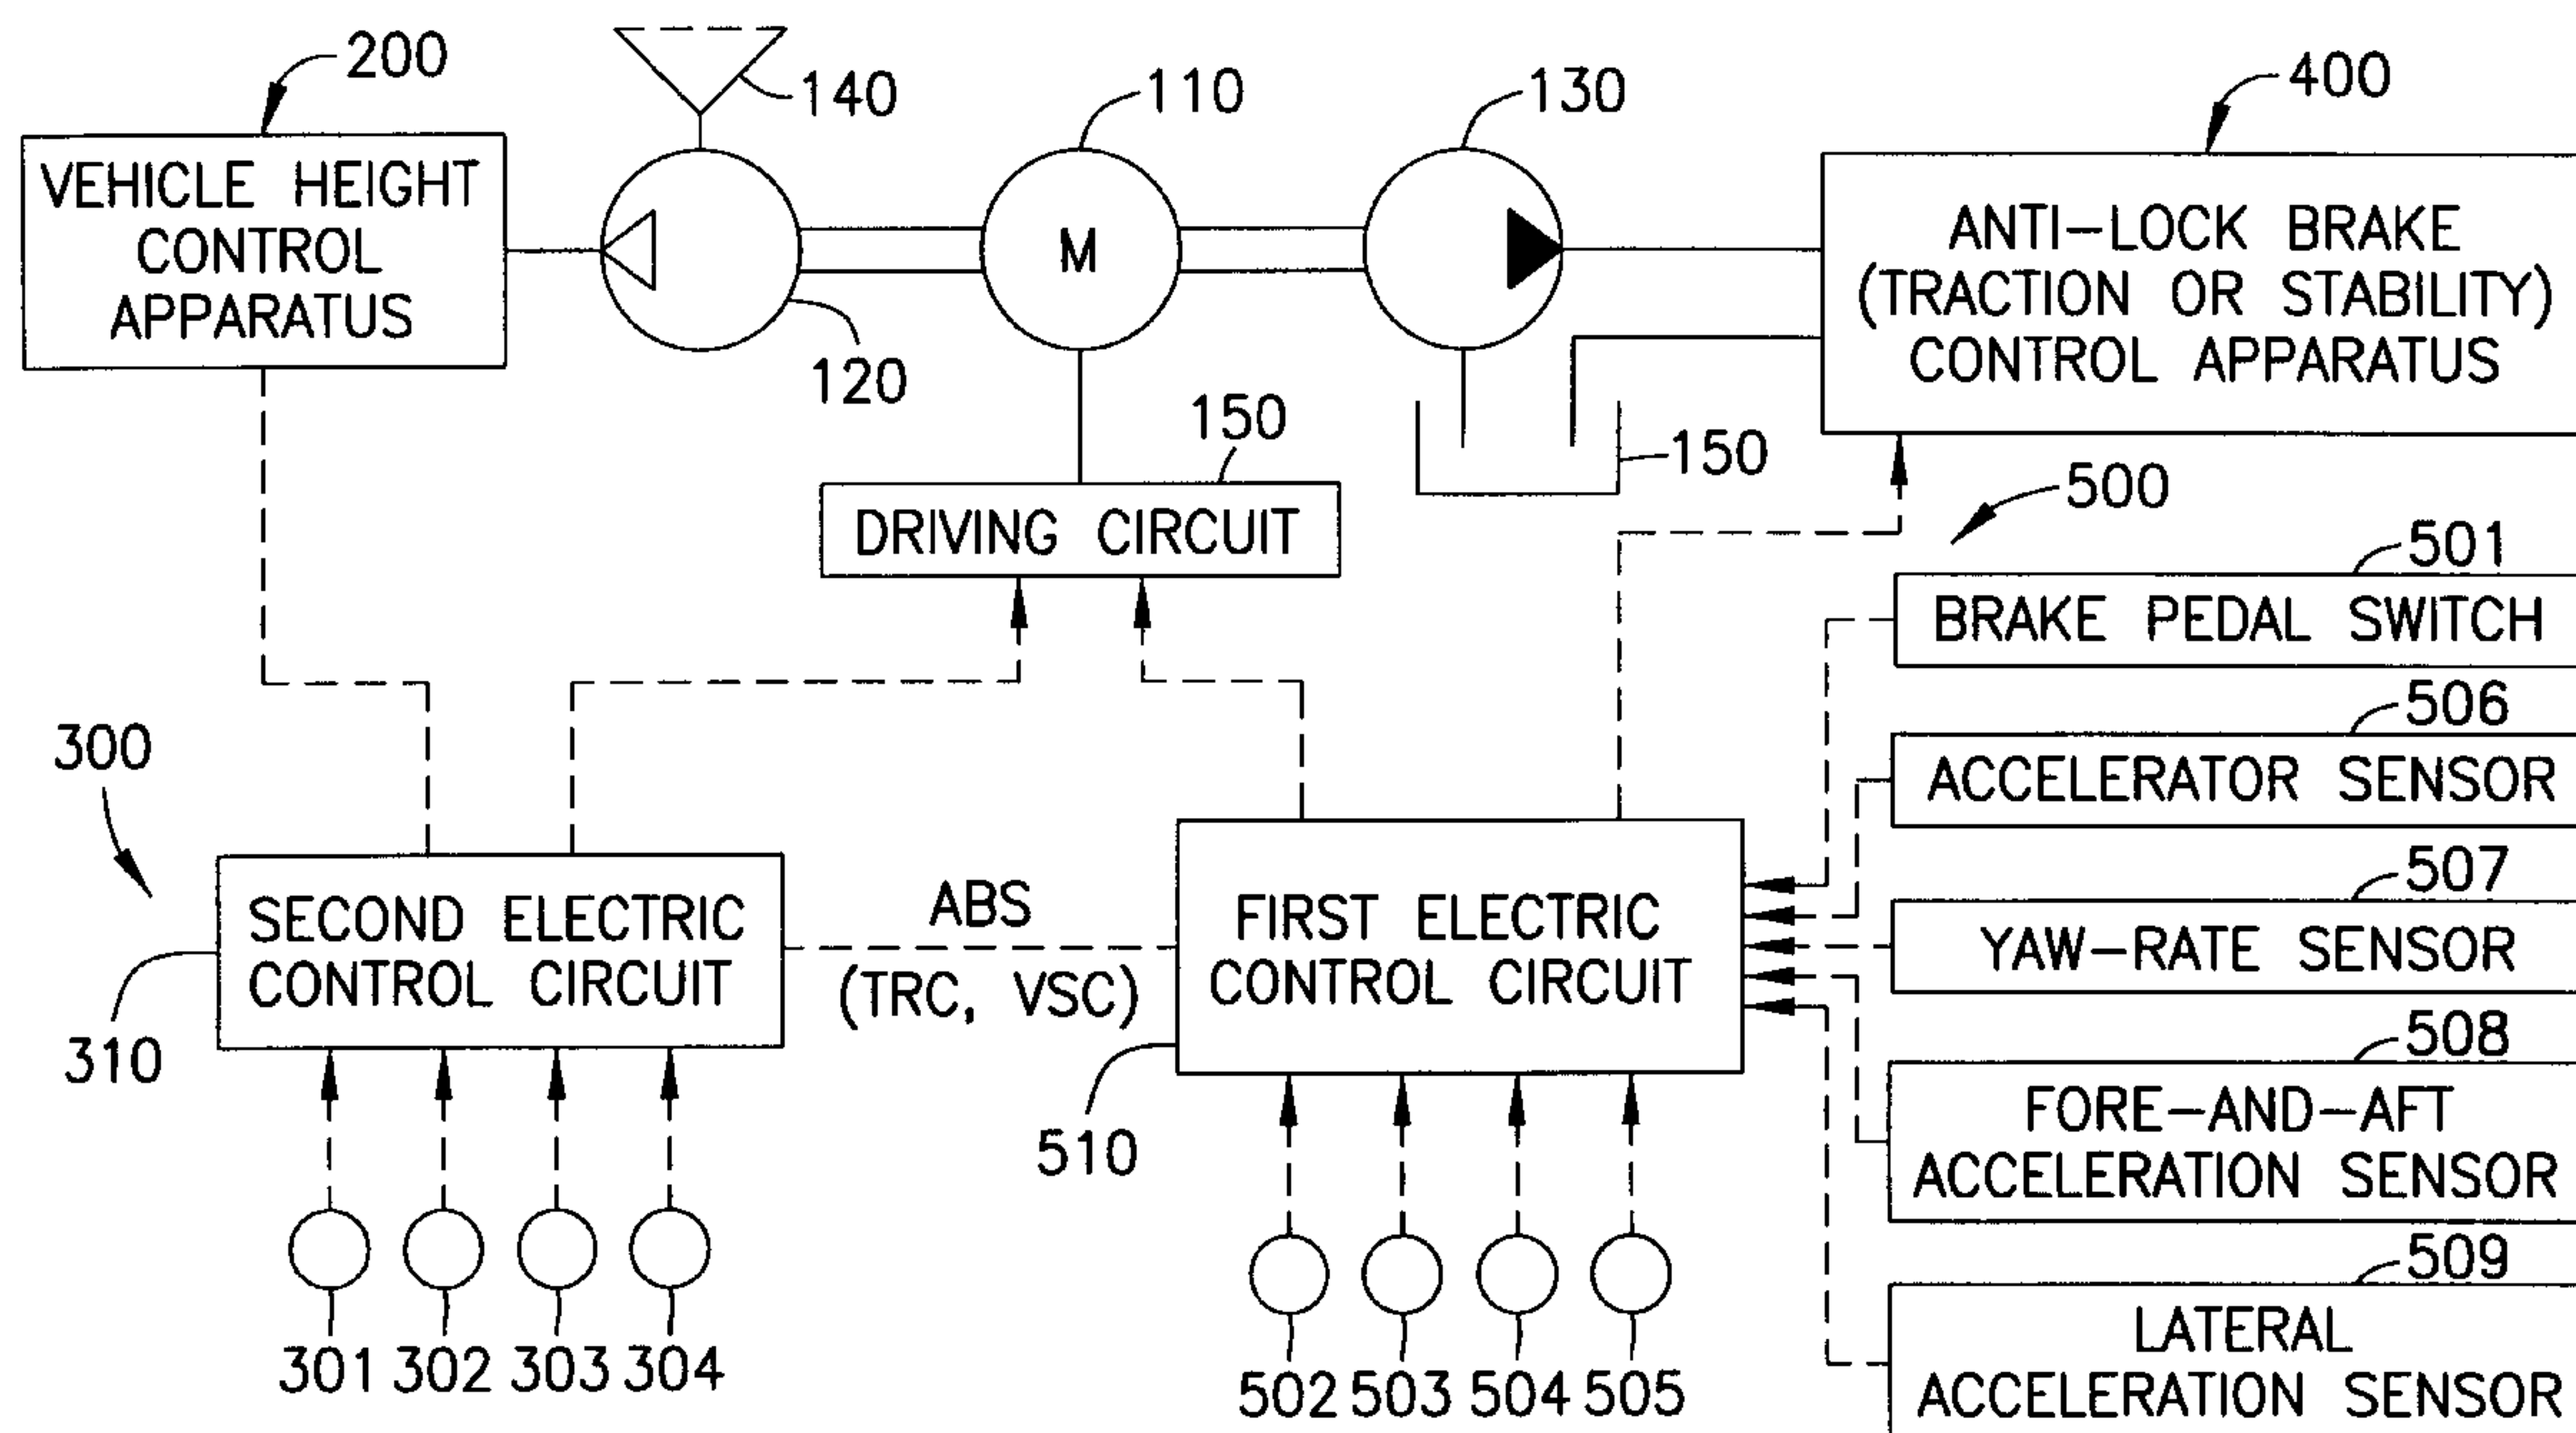 200
140
110
130
400
VEHICLE HEIGHT
CONTROL
APPARATUS
M
ANTI-LOCK BRAKE
(TRACTION OR STABILITY)
CONTROL APPARATUS
120
150
150
500
DRIVING CIRCUIT
501
BRAKE PEDAL SWITCH
506
ACCELERATOR SENSOR
300
507
YAW-RATE SENSOR
SECOND ELECTRIC
CONTROL CIRCUIT
ABS
(TRC, VSC)
FIRST ELECTRIC
CONTROL CIRCUIT
310
510
508
FORE-AND-AFT
ACCELERATION SENSOR
509
LATERAL
ACCELERATION SENSOR
301 302 303 304
502 503 504 505